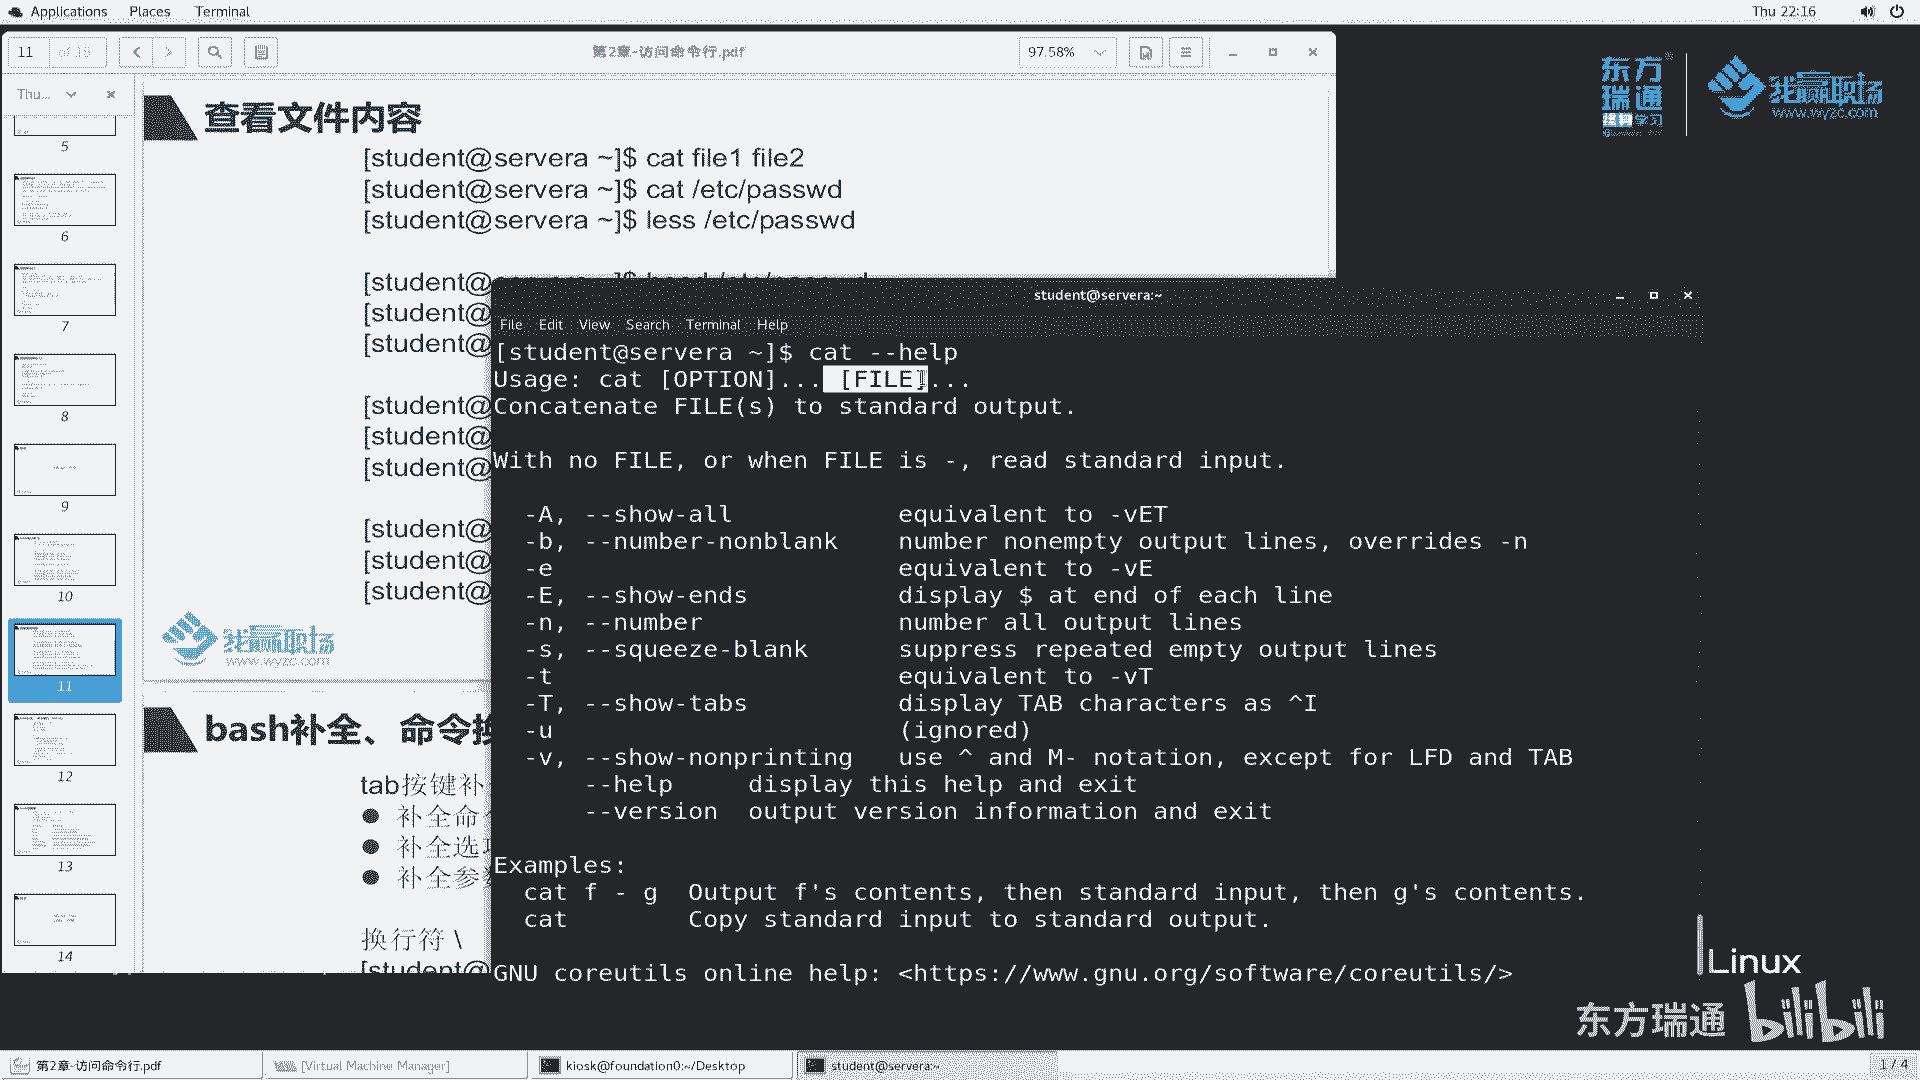 Applications Places Terminal
Thu 22:16
11 of 15
第2章-访问命令行.pdf
97.58%
Thu...
5
6
7
8
9
10
11
12
13
14
查看文件内容
[student@servera ~]$ cat file1 file2
[student@servera ~]$ cat /etc/passwd
[student@servera ~]$ less /etc/passwd
[student@
[student@
[student@
[student@
[student@
[student@
[student@
[student@
[student@
我赢职场
www.wyzc.com
bash补全、命令换
tab按键补
● 补全命令
● 补全选项
● 补全参数
换行符 \
[student@
student@servera:~
File Edit View Search Terminal Help
[student@servera ~]$ cat --help
Usage: cat [OPTION]... [FILE]...
Concatenate FILE(s) to standard output.
With no FILE, or when FILE is -, read standard input.
-A, --show-all equivalent to -vET
-b, --number-nonblank number nonempty output lines, overrides -n
-e equivalent to -vE
-E, --show-ends display $ at end of each line
-n, --number number all output lines
-s, --squeeze-blank suppress repeated empty output lines
-t equivalent to -vT
-T, --show-tabs display TAB characters as ^I
-u (ignored)
-v, --show-nonprinting use ^ and M- notation, except for LFD and TAB
--help display this help and exit
--version output version information and exit
Examples:
cat f - g Output f's contents, then standard input, then g's contents.
cat Copy standard input to standard output.
GNU coreutils online help: <https://www.gnu.org/software/coreutils/>
东方瑞通
终身学习
我赢职场
www.wyzc.com
Linux
东方瑞通 bilibili
第2章-访问命令行.pdf
[Virtual Machine Manager]
kiosk@foundation0:~/Desktop
student@servera:~
1 / 4